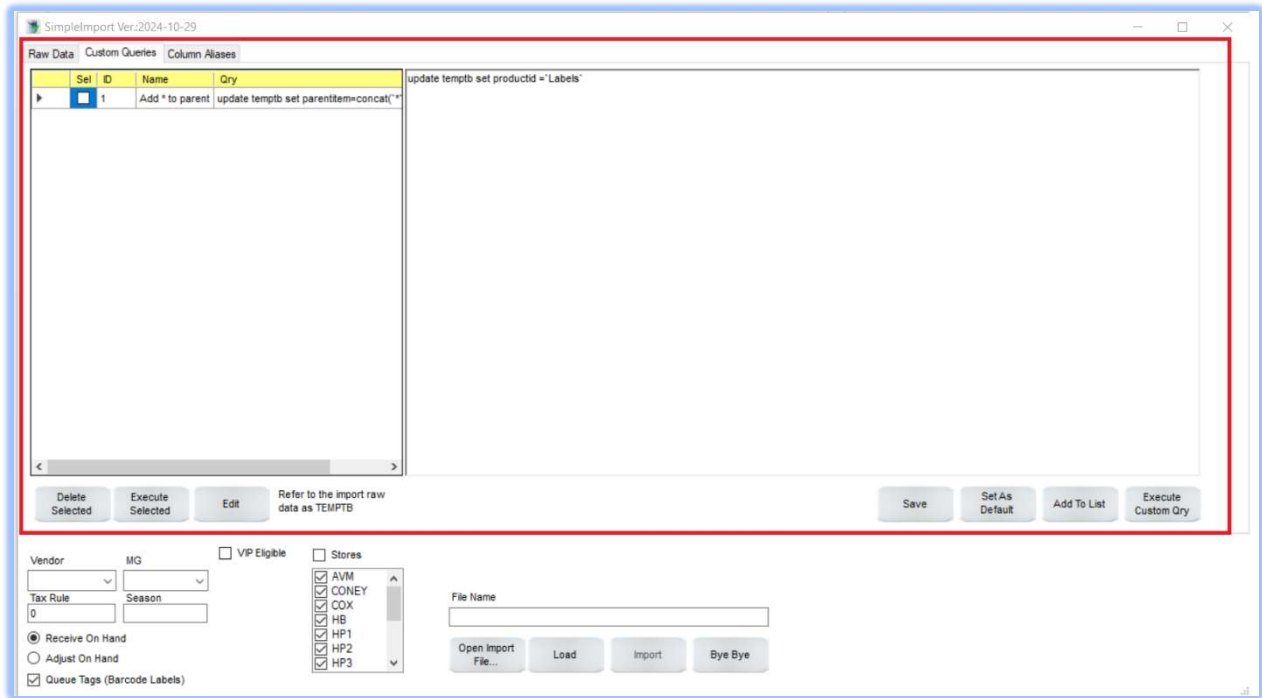 SimpleImport Ver.:2024-10-29
Raw Data Custom Queries Column Aliases
Sel ID Name Qry
1 Add * to parent update temptb set parentitem=concat(`*`
update temptb set productid =`Labels`
Delete Selected
Execute Selected
Edit
Refer to the import raw
data as TEMPTB
Save
Set As Default
Add To List
Execute Custom Qry
Vendor
MG
VIP Eligible
Stores
Tax Rule
Season
0
Receive On Hand
Adjust On Hand
Queue Tags (Barcode Labels)
AVM
CONEY
COX
HB
HP1
HP2
HP3
File Name
Open Import File...
Load
Import
Bye Bye